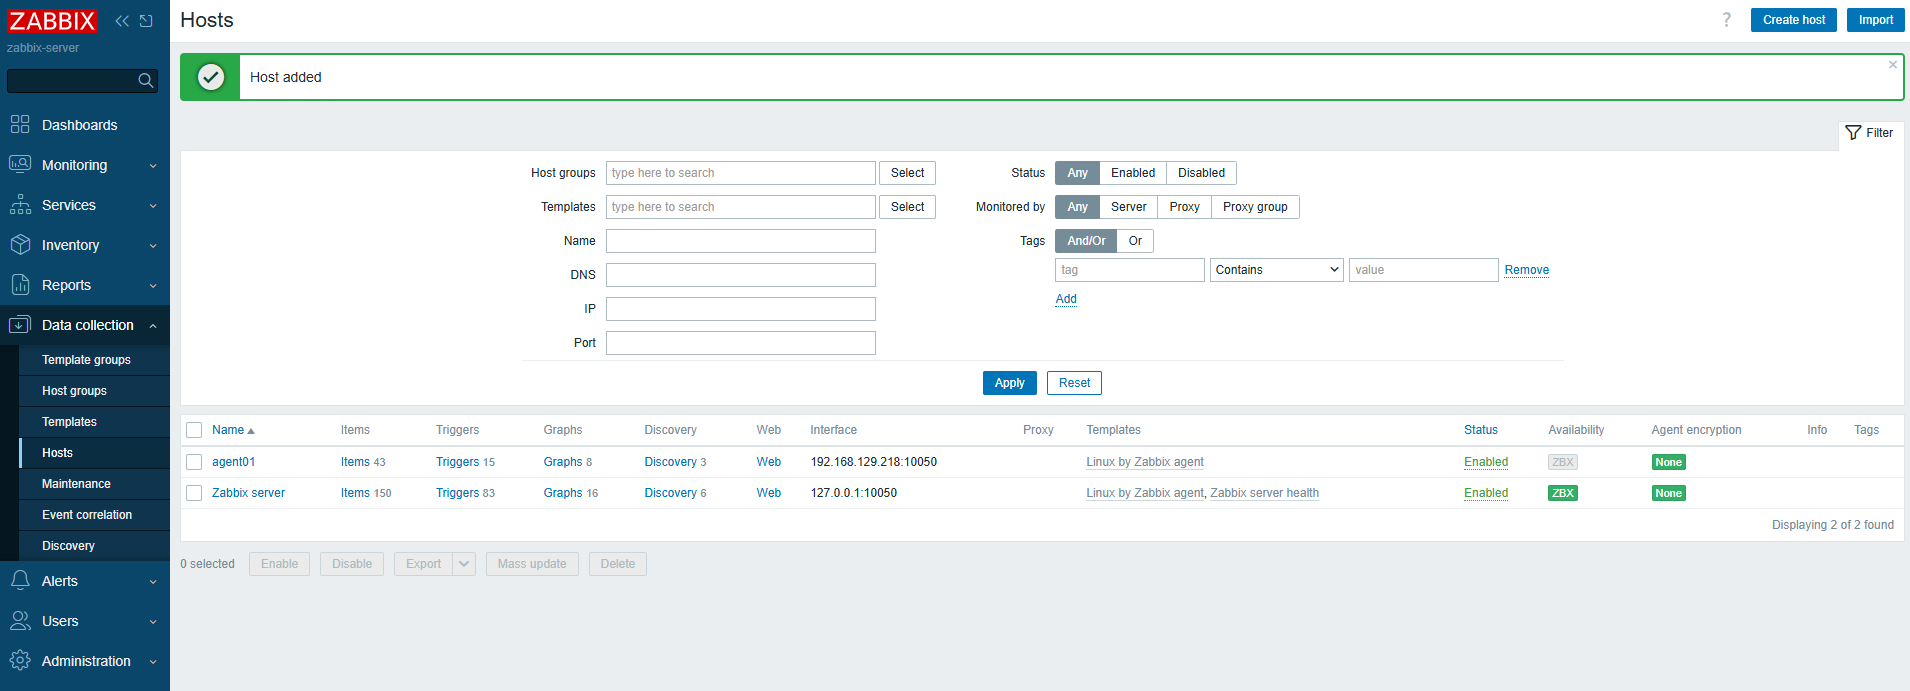 ZABBIX
zabbix-server
Dashboards
Monitoring
Services
Inventory
Reports
Data collection
Template groups
Host groups
Templates
Hosts
Maintenance
Event correlation
Discovery
Alerts
Users
Administration
Hosts
? Create host Import
Host added
Filter
Host groups type here to search Select Status Any Enabled Disabled
Templates type here to search Select Monitored by Any Server Proxy Proxy group
Name Tags And/Or Or
DNS tag Contains value Remove
IP Add
Port
Apply Reset
Name Items Triggers Graphs Discovery Web Interface Proxy Templates Status Availability Agent encryption Info Tags
agent01 Items 43 Triggers 15 Graphs 8 Discovery 3 Web 192.168.129.218:10050 Linux by Zabbix agent Enabled ZBX None
Zabbix server Items 150 Triggers 83 Graphs 16 Discovery 6 Web 127.0.0.1:10050 Linux by Zabbix agent, Zabbix server health Enabled ZBX None
Displaying 2 of 2 found
0 selected Enable Disable Export Mass update Delete